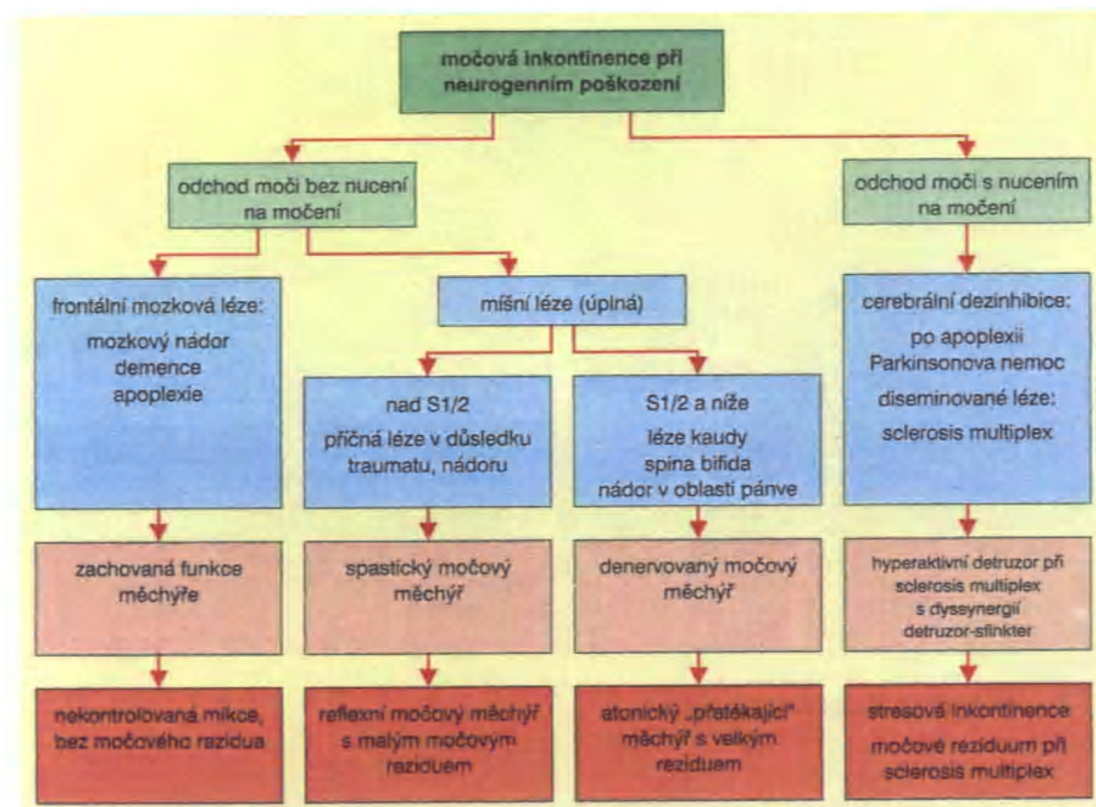 močová inkontinence při
neurogenním poškození
odchod moči bez nucení
na močení
odchod moči s nucením
na močení
frontální mozková léze:
mozkový nádor
demence
apoplexie
míšní léze (úplná)
nad S1/2
příčná léze v důsledku
traumatu, nádoru
S1/2 a níže
léze kaudy
spina bifida
nádor v oblasti pánve
cerebrální dezinhibice:
po apoplexii
Parkinsonova nemoc
diseminované léze:
sclerosis multiplex
zachovaná funkce
měchýře
spastický močový
měchýř
denervovaný močový
měchýř
hyperaktivní detruzor při
sclerosis multiplex
s dyssynergií
detruzor-sfinkter
nekontrolovaná mikce,
bez močového rezidua
reflexní močový měchýř
s malým močovým
reziduem
atonický „přetékající"
měchýř s velkým
reziduem
stresová inkontinence
močové reziduum při
sclerosis multiplex